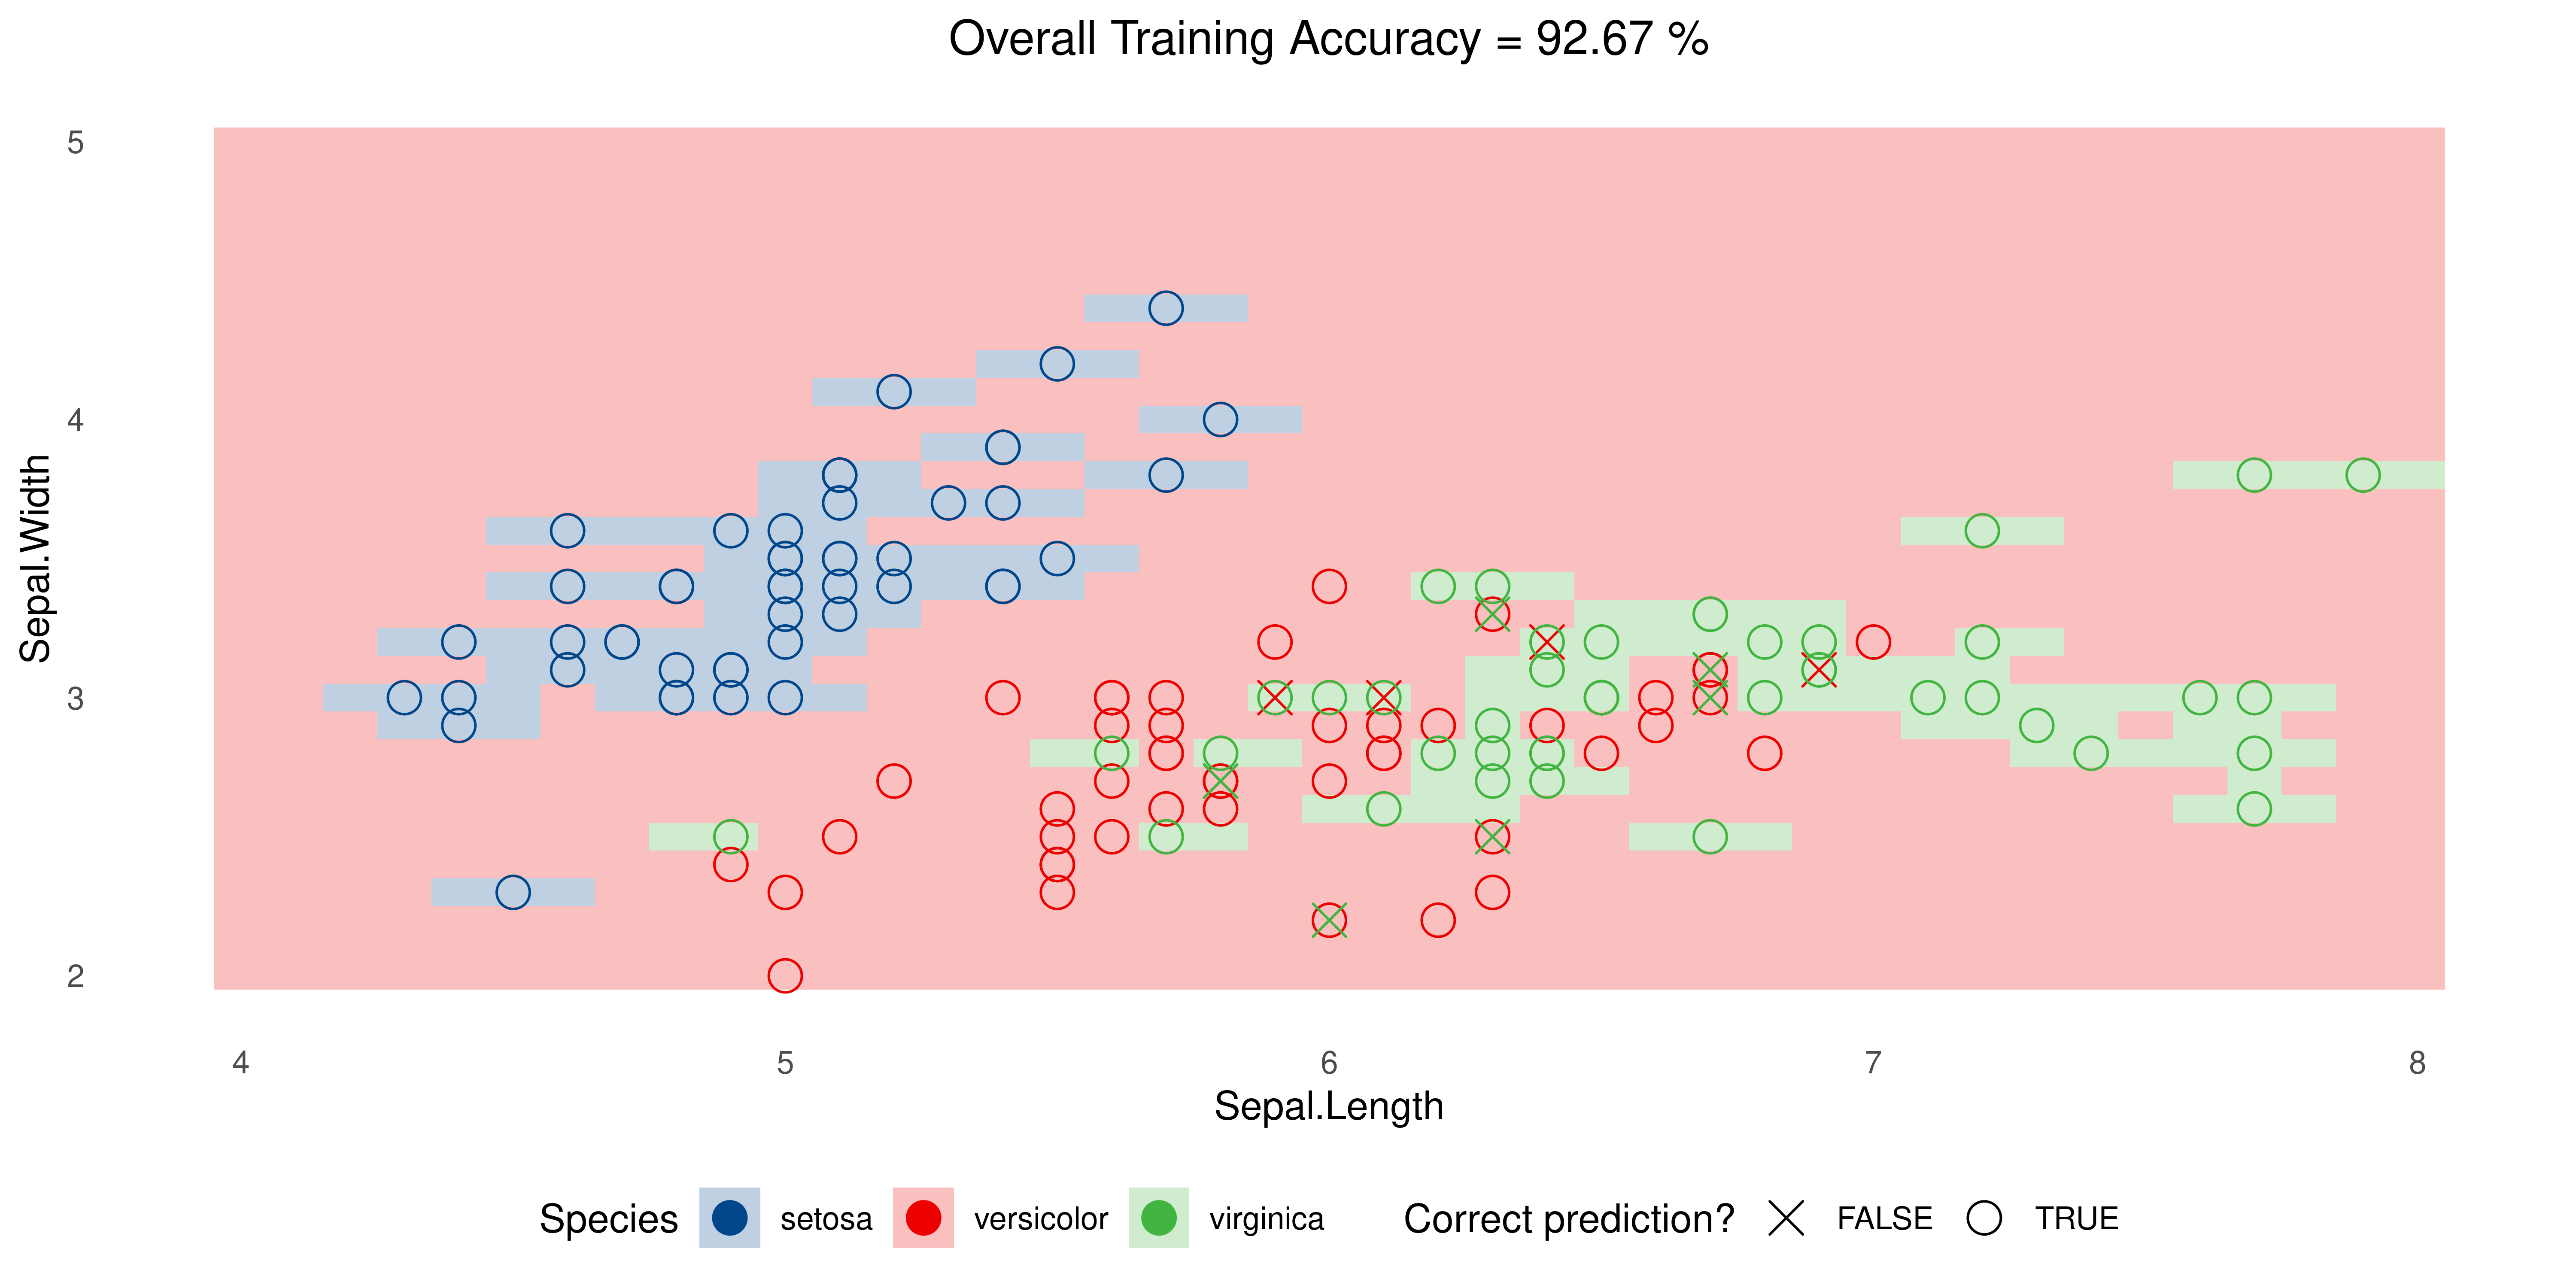 Overall Training Accuracy = 92.67 %
5
4
3
2
Sepal.Width
4 5 6 7 8
Sepal.Length
Species setosa versicolor virginica Correct prediction? FALSE TRUE